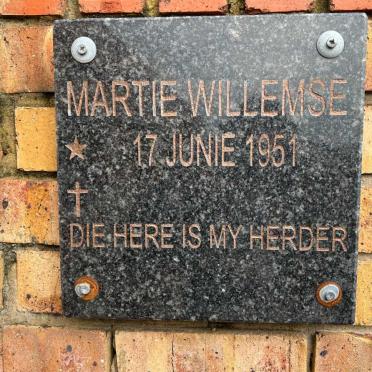 MARTIE WILLEMSE
★ 17 JUNIE 1951
✝
DIE HERE IS MY HERDER